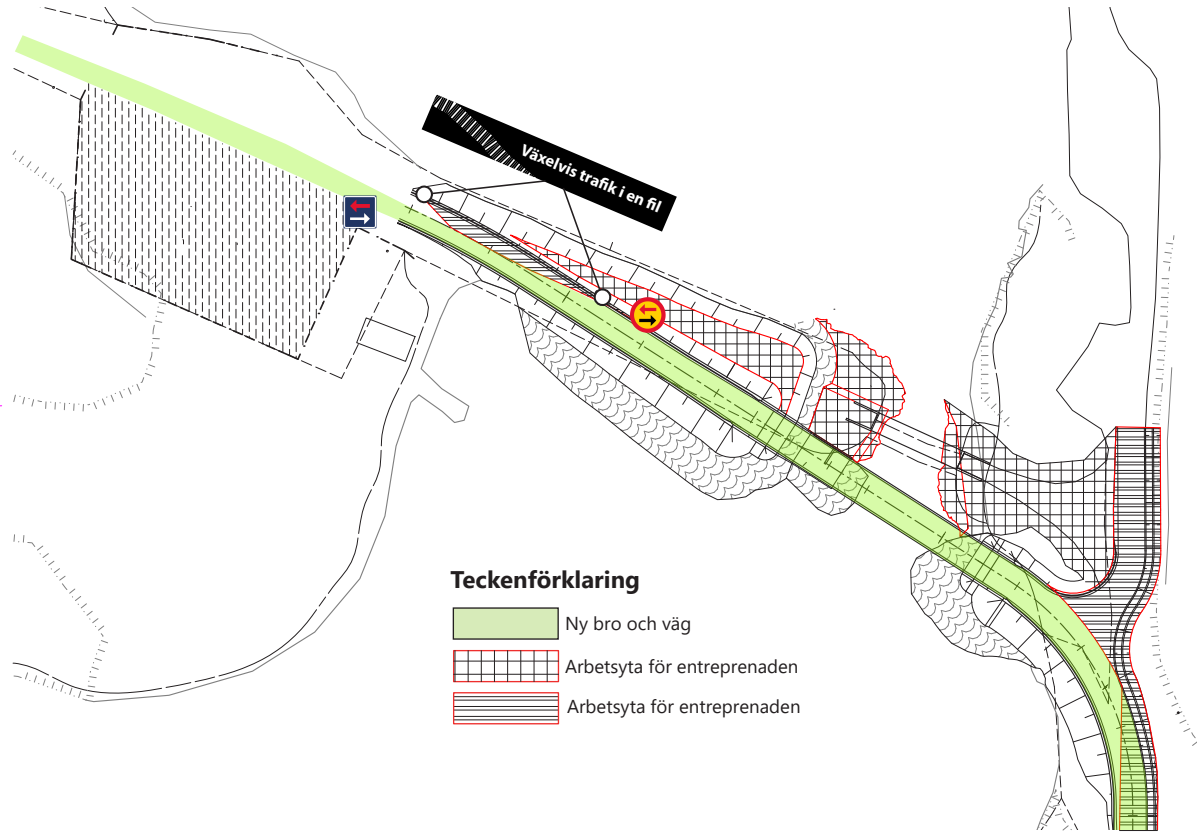 Växelvis trafik i en fil
Teckenförklaring
Ny bro och väg
Arbetsyta för entreprenaden
Arbetsyta för entreprenaden